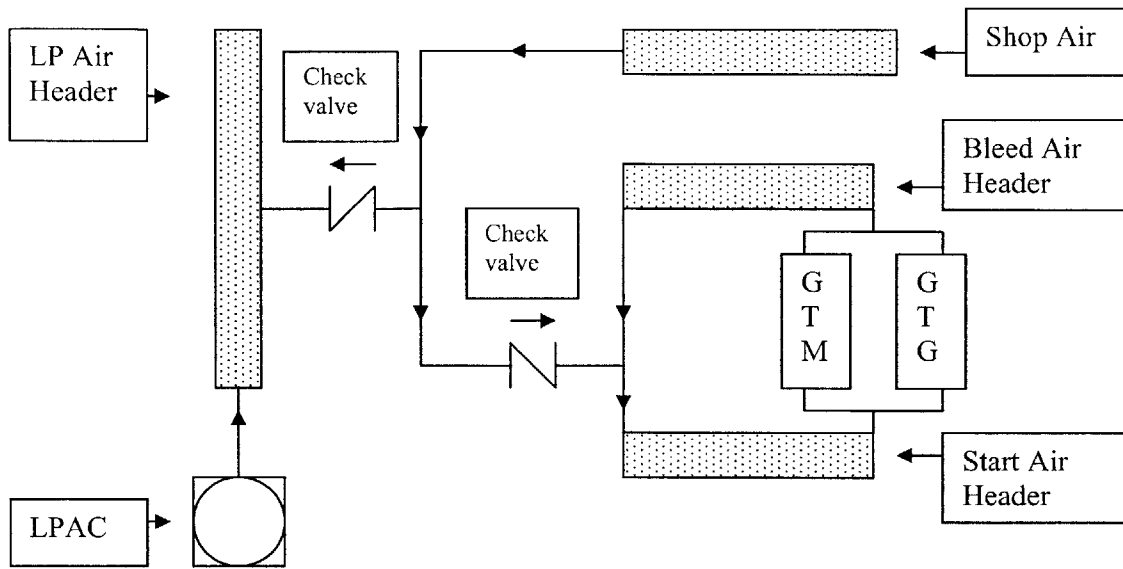 LP Air
Header
Check
valve
Shop Air
Bleed Air
Header
Check
valve
G
T
M
G
T
G
Start Air
Header
LPAC